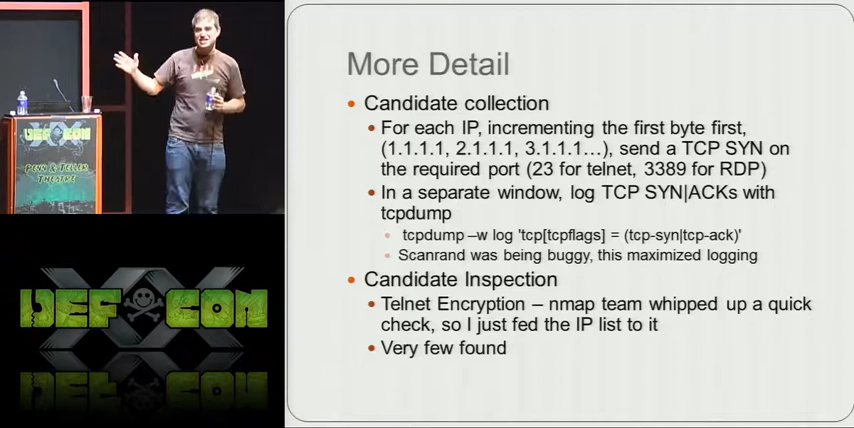 DEF CON
PENN & TELLER
THEATRE
DEF CON
More Detail
Candidate collection
For each IP, incrementing the first byte first,
(1.1.1.1, 2.1.1.1, 3.1.1.1…), send a TCP SYN on
the required port (23 for telnet, 3389 for RDP)
In a separate window, log TCP SYN|ACKs with
tcpdump
tcpdump –w log 'tcp[tcpflags] = (tcp-syn|tcp-ack)'
Scanrand was being buggy, this maximized logging
Candidate Inspection
Telnet Encryption – nmap team whipped up a quick
check, so I just fed the IP list to it
Very few found